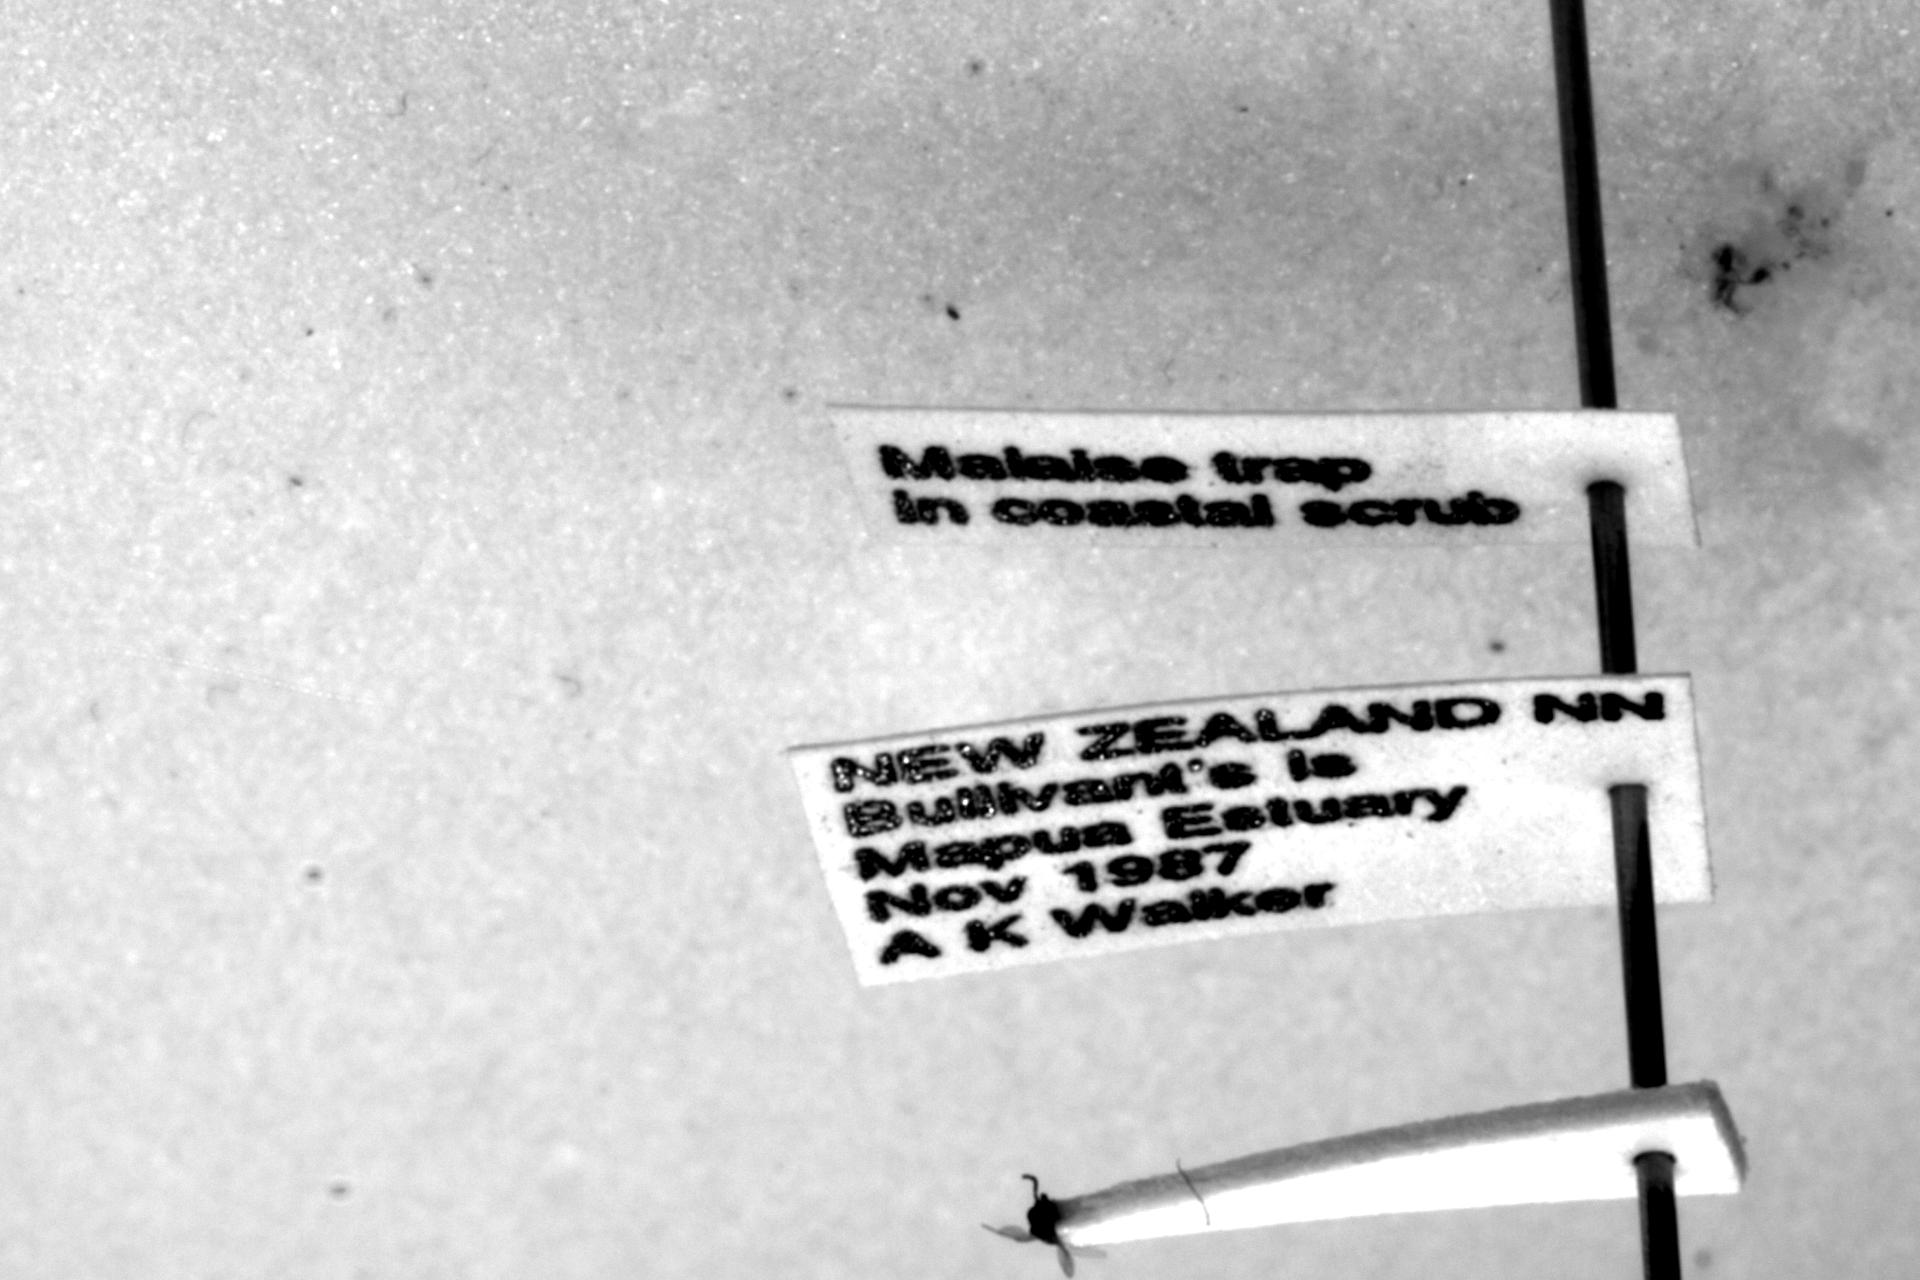 Malaise trap
in coastal scrub
NEW ZEALAND NN
Bullivant's Is
Mapua Estuary
Nov 1987
A K Walker